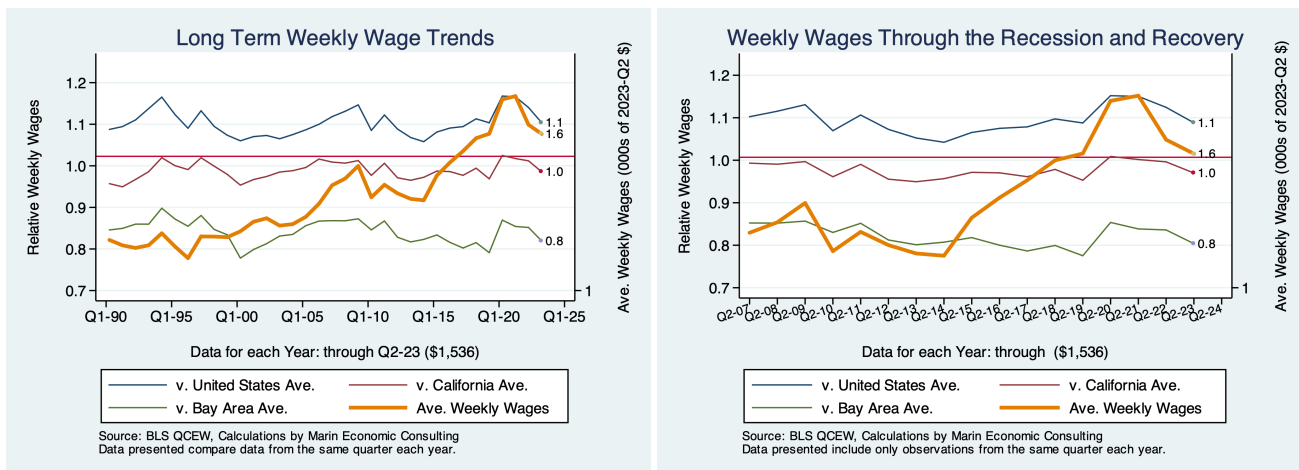 Long Term Weekly Wage Trends
Relative Weekly Wages
1.2
1.1
1.0
0.9
0.8
0.7
1.1
1.6
1.0
0.8
1
Ave. Weekly Wages (000s of 2023-Q2 $)
Q1-90 Q1-95 Q1-00 Q1-05 Q1-10 Q1-15 Q1-20 Q1-25
Data for each Year: through Q2-23 ($1,536)
v. United States Ave. v. California Ave.
v. Bay Area Ave. Ave. Weekly Wages
Source: BLS QCEW, Calculations by Marin Economic Consulting
Data presented compare data from the same quarter each year.
Weekly Wages Through the Recession and Recovery
Relative Weekly Wages
1.2
1.1
1.0
0.9
0.8
0.7
1.1
1.6
1.0
0.8
1
Ave. Weekly Wages (000s of 2023-Q2 $)
Q2-07 Q2-08 Q2-09 Q2-10 Q2-11 Q2-12 Q2-13 Q2-14 Q2-15 Q2-16 Q2-17 Q2-18 Q2-19 Q2-20 Q2-21 Q2-22 Q2-23 Q2-24
Data for each Year: through ($1,536)
v. United States Ave. v. California Ave.
v. Bay Area Ave. Ave. Weekly Wages
Source: BLS QCEW, Calculations by Marin Economic Consulting
Data presented include only observations from the same quarter each year.